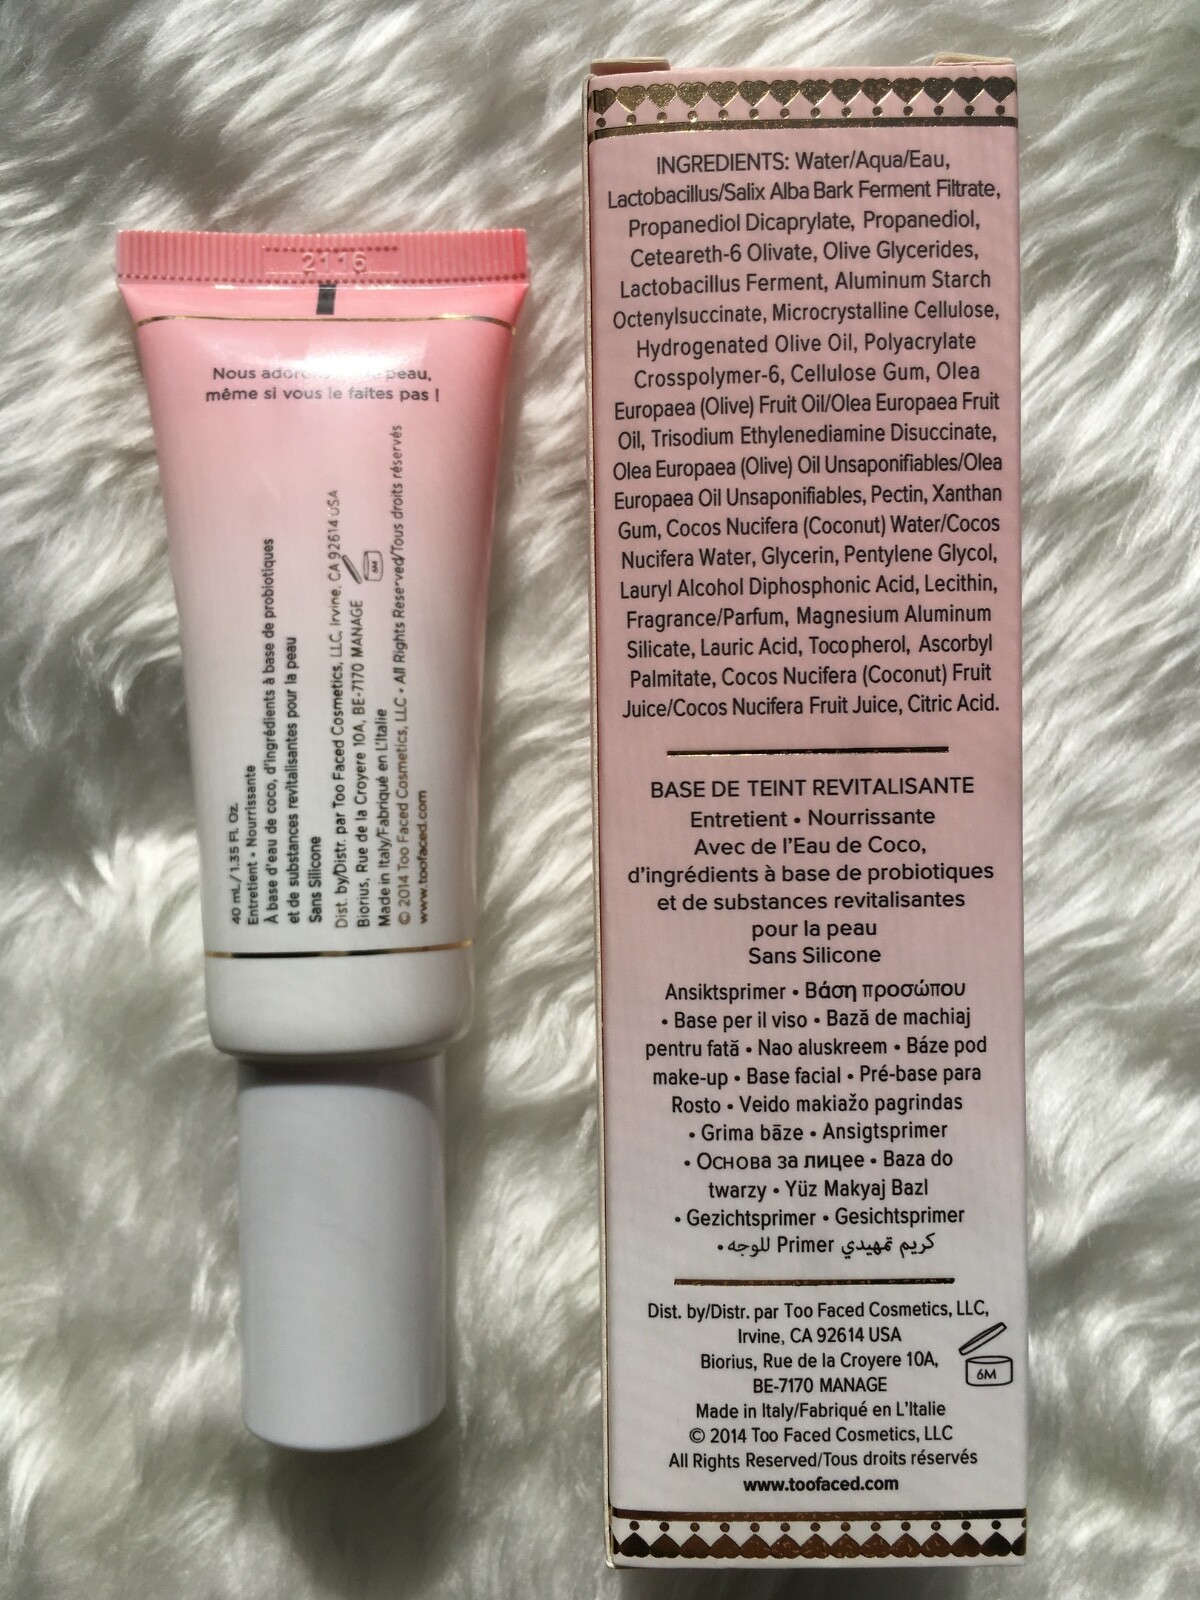 2116
Nous adorons peau,
même si vous le faites pas !
40 mL / 1.35 FL Oz.
Entretient • Nourrissante
À base d'eau de coco, d'ingrédients à base de probiotiques
et de substances revitalisantes pour la peau
Sans Silicone
Dist. by/Distr. par Too Faced Cosmetics, LLC, Irvine, CA 92614 USA
Biorius, Rue de la Croyere 10A, BE-7170 MANAGE
6M
Made in Italy/Fabriqué en L'Italie
© 2014 Too Faced Cosmetics, LLC • All Rights Reserved/Tous droits réservés
www.toofaced.com
INGREDIENTS: Water/Aqua/Eau,
Lactobacillus/Salix Alba Bark Ferment Filtrate,
Propanediol Dicaprylate, Propanediol,
Ceteareth-6 Olivate, Olive Glycerides,
Lactobacillus Ferment, Aluminum Starch
Octenylsuccinate, Microcrystalline Cellulose,
Hydrogenated Olive Oil, Polyacrylate
Crosspolymer-6, Cellulose Gum, Olea
Europaea (Olive) Fruit Oil/Olea Europaea Fruit
Oil, Trisodium Ethylenediamine Disuccinate,
Olea Europaea (Olive) Oil Unsaponifiables/Olea
Europaea Oil Unsaponifiables, Pectin, Xanthan
Gum, Cocos Nucifera (Coconut) Water/Cocos
Nucifera Water, Glycerin, Pentylene Glycol,
Lauryl Alcohol Diphosphonic Acid, Lecithin,
Fragrance/Parfum, Magnesium Aluminum
Silicate, Lauric Acid, Tocopherol, Ascorbyl
Palmitate, Cocos Nucifera (Coconut) Fruit
Juice/Cocos Nucifera Fruit Juice, Citric Acid.
BASE DE TEINT REVITALISANTE
Entretient • Nourrissante
Avec de l'Eau de Coco,
d'ingrédients à base de probiotiques
et de substances revitalisantes
pour la peau
Sans Silicone
Ansiktsprimer • Βάση προσώπου
• Base per il viso • Bază de machiaj
pentru fată • Nao aluskreem • Báze pod
make-up • Base facial • Pré-base para
Rosto • Veido makiažo pagrindas
• Grima bāze • Ansigtsprimer
• Основа за лицее • Baza do
twarzy • Yüz Makyaj Bazl
• Gezichtsprimer • Gesichtsprimer
• كريم تمهيدي Primer للوجه
Dist. by/Distr. par Too Faced Cosmetics, LLC,
Irvine, CA 92614 USA
Biorius, Rue de la Croyere 10A,
BE-7170 MANAGE
6M
Made in Italy/Fabriqué en L'Italie
© 2014 Too Faced Cosmetics, LLC
All Rights Reserved/Tous droits réservés
www.toofaced.com